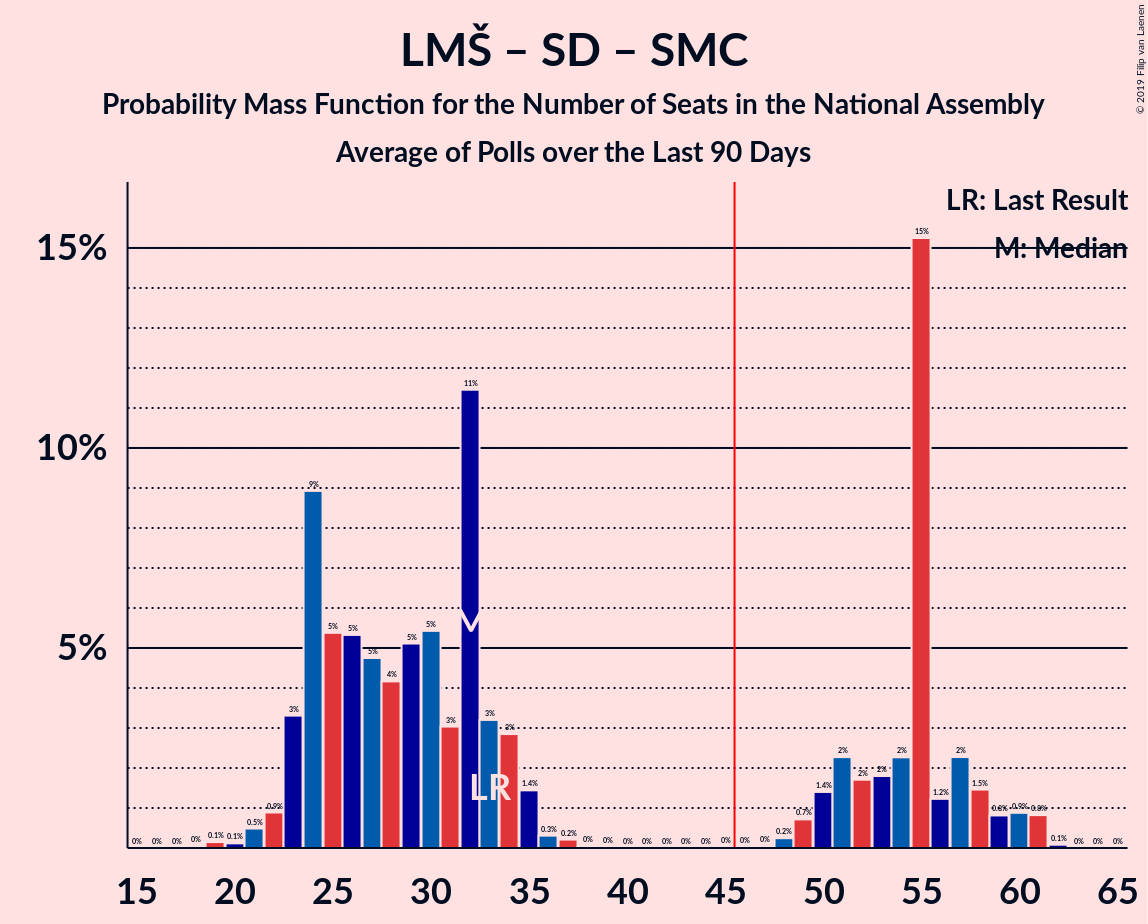 LMŠ – SD – SMC
Probability Mass Function for the Number of Seats in the National Assembly
Average of Polls over the Last 90 Days
© 2019 Filip van Laenen
LR: Last Result
M: Median
15%
10%
5%
0% 0% 0% 0% 0.1% 0.1% 0.5% 0.9% 3% 9% 5% 5% 5% 4% 5% 5% 3% 11% 3% 3% 1.4% 0.3% 0.2% 0% 0% 0% 0% 0% 0% 0% 0% 0% 0% 0.2% 0.7% 1.4% 2% 2% 2% 2% 15% 1.2% 2% 1.5% 0.8% 0.9% 0.8% 0.1% 0% 0% 0%
M
LR
15 20 25 30 35 40 45 50 55 60 65